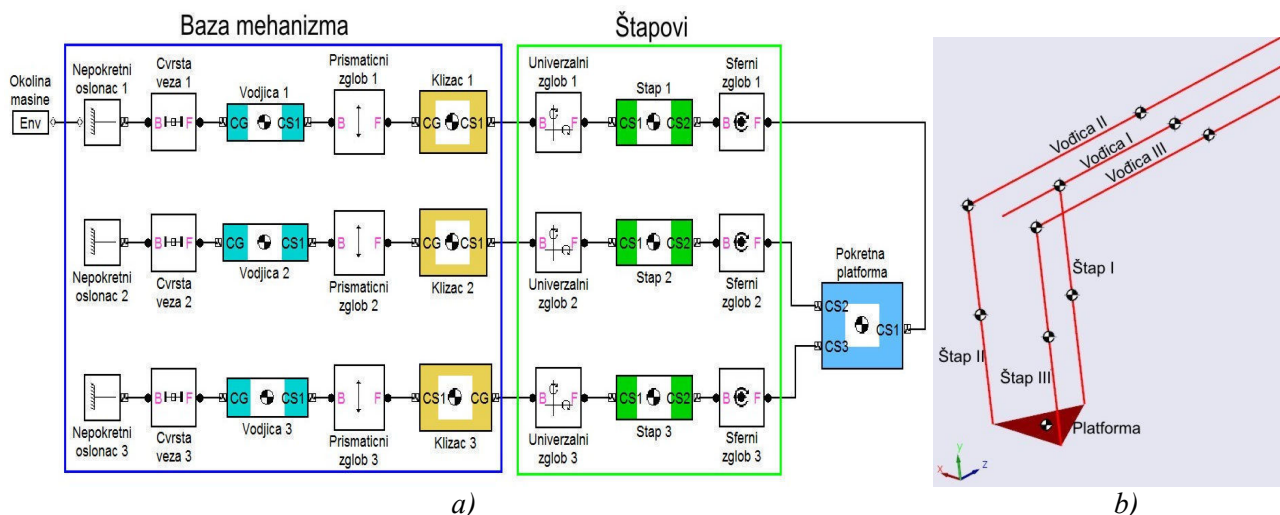 Baza mehanizma
Štapovi
Okolina
masine
Env
Nepokretni
oslonac 1
Cvrsta
veza 1
B F
Vodjica 1
CG CS1
Prismaticni
zglob 1
B F
Klizac 1
CG CS1
Univerzalni
zglob 1
B F
Stap 1
CS1 CS2
Sferni
zglob 1
B F
B F
CG CS1
B F
CG CS1
B F
CS1 CS2
B F
Nepokretni
oslonac 2
Cvrsta
veza 2
Vodjica 2
Prismaticni
zglob 2
Klizac 2
Univerzalni
zglob 2
Stap 2
Sferni
zglob 2
Pokretna
platforma
CS2
CS1
CS3
B F
CG CS1
B F
CS1 CG
B F
CS1 CS2
B F
Nepokretni
oslonac 3
Cvrsta
veza 3
Vodjica 3
Prismaticni
zglob 3
Klizac 3
Univerzalni
zglob 3
Stap 3
Sferni
zglob 3
a)
Vođica II
Vođica I
Vođica III
Štap I
Štap II
Štap III
Platforma
Y
X
Z
b)